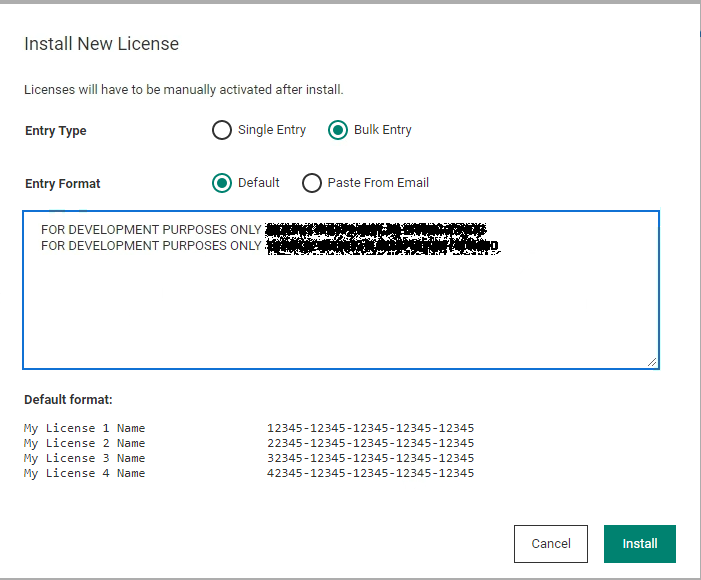 Install New License
Licenses will have to be manually activated after install.
Entry Type Single Entry Bulk Entry
Entry Format Default Paste From Email
FOR DEVELOPMENT PURPOSES ONLY
FOR DEVELOPMENT PURPOSES ONLY
Default format:
My License 1 Name 12345-12345-12345-12345-12345
My License 2 Name 22345-12345-12345-12345-12345
My License 3 Name 32345-12345-12345-12345-12345
My License 4 Name 42345-12345-12345-12345-12345
Cancel Install